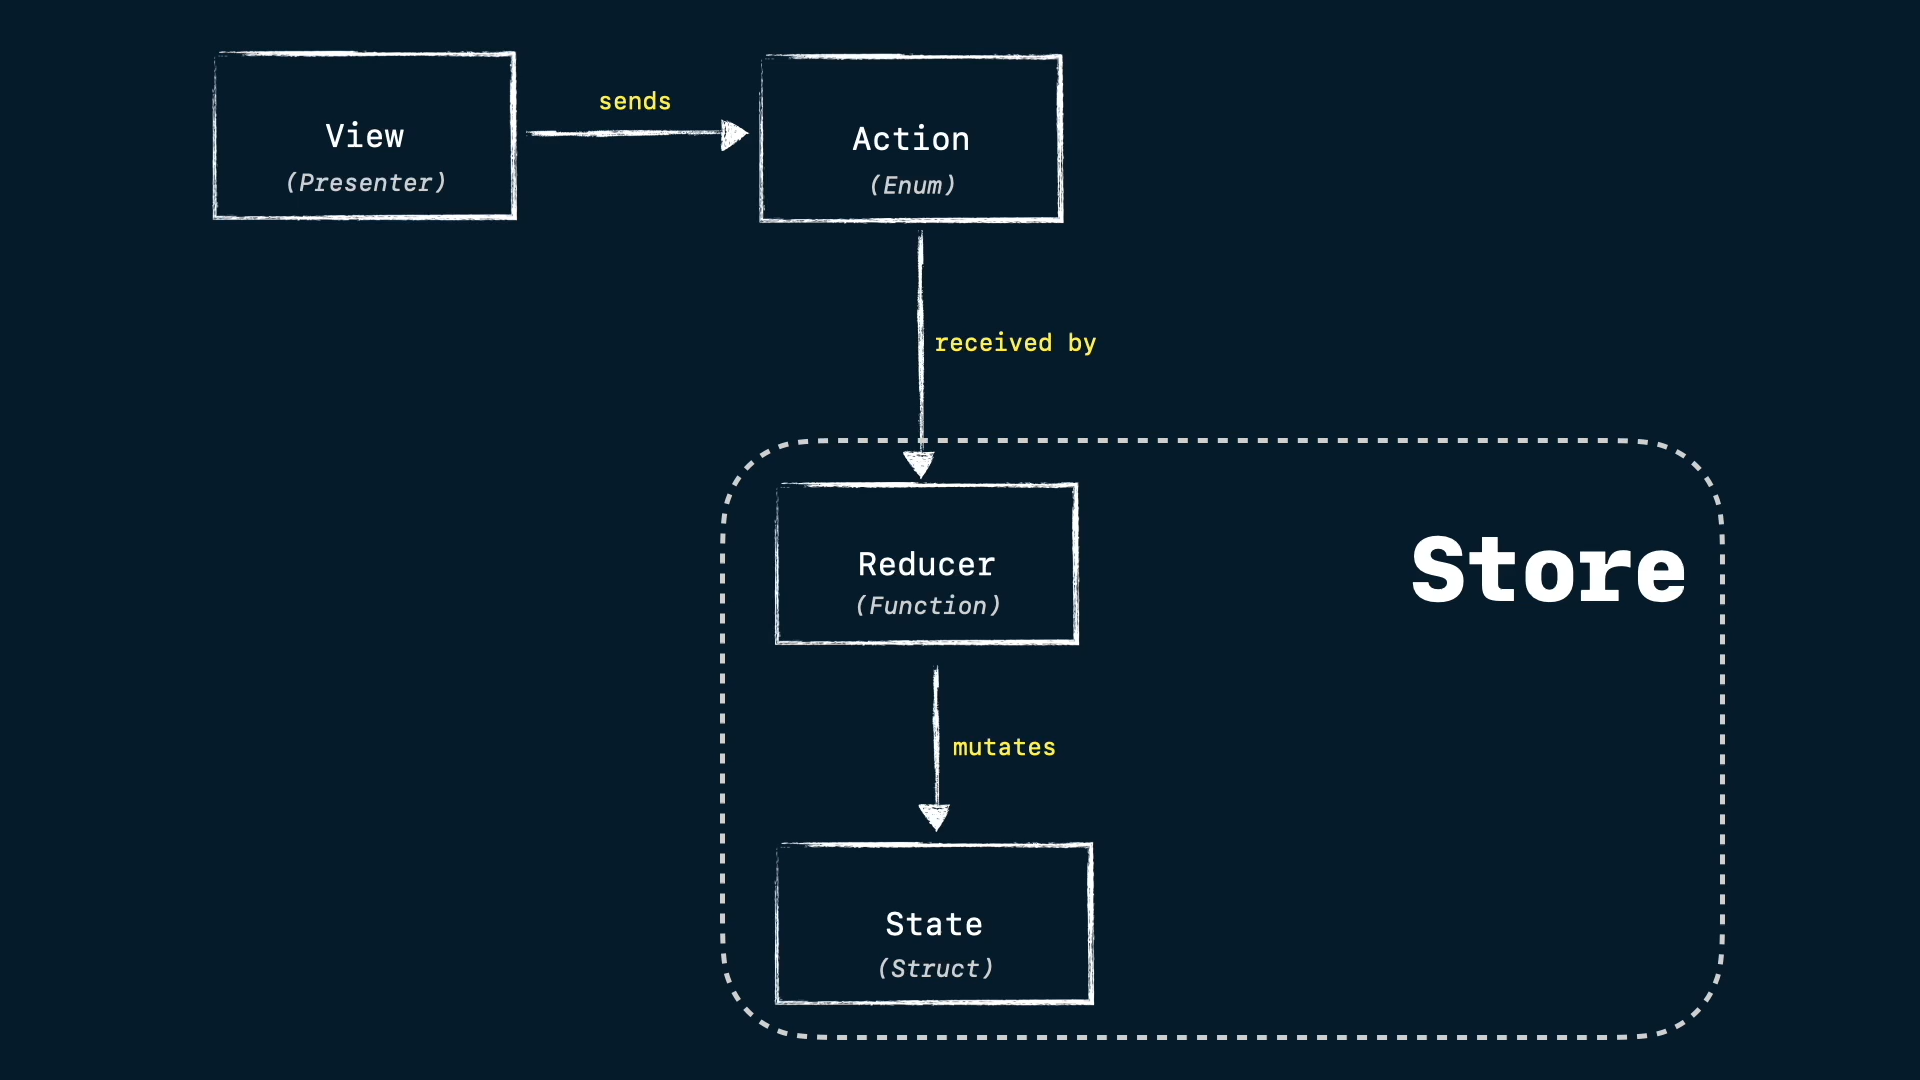 View
(Presenter)
sends
Action
(Enum)
received by
Reducer
(Function)
Store
mutates
State
(Struct)